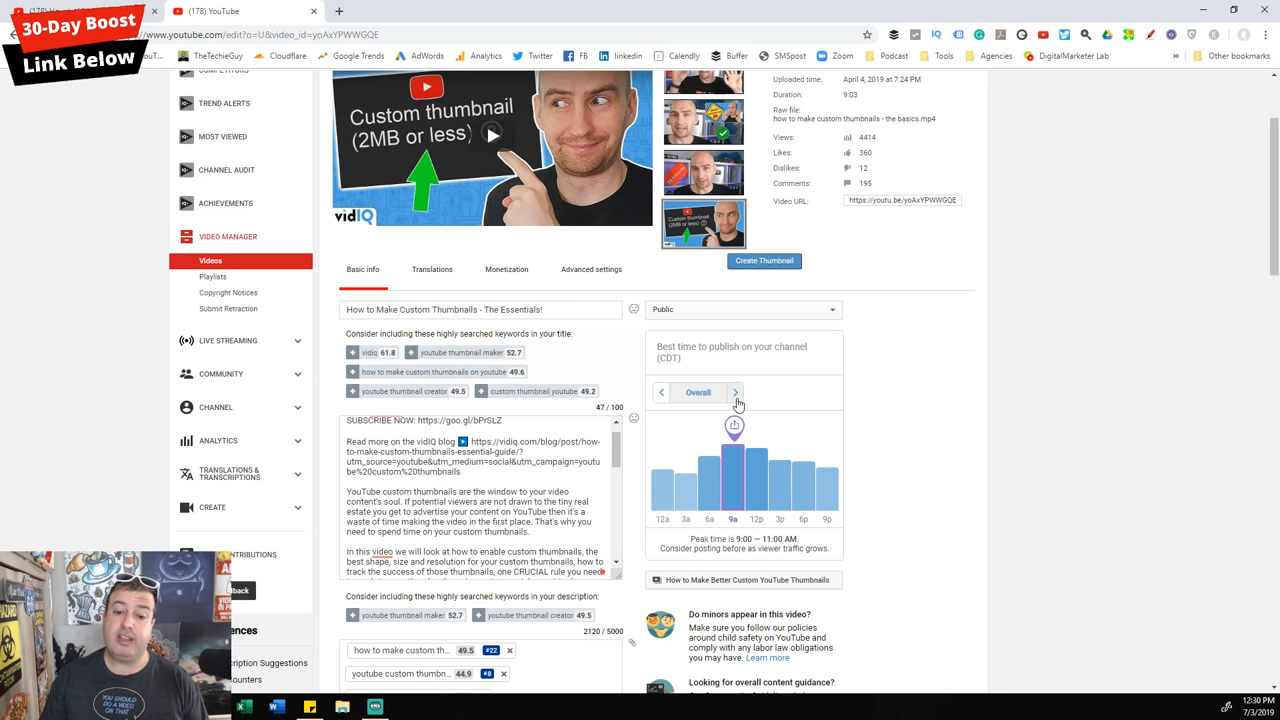 30-Day Boost
Link Below
(178) YouTube
www.youtube.com/edit?o=U&video_id=yoAxYPWWGQE
TheTechieGuy
Cloudflare
Google Trends
AdWords
Analytics
Twitter
FB
linkedin
Buffer
SMSpost
Zoom
Podcast
Tools
Agencies
DigitalMarketer Lab
»
Other bookmarks
COMPETITORS
TREND ALERTS
MOST VIEWED
CHANNEL AUDIT
ACHIEVEMENTS
VIDEO MANAGER
Videos
Playlists
Copyright Notices
Submit Retraction
LIVE STREAMING
COMMUNITY
CHANNEL
ANALYTICS
TRANSLATIONS &
TRANSCRIPTIONS
CREATE
Custom thumbnail
(2MB or less)
vidIQ
Custom thumbnail
(2MB or less)
Uploaded time: April 4, 2019 at 7:24 PM
Duration: 9:03
Raw file:
how to make custom thumbnails - the basics.mp4
Views: 4414
Likes: 360
Dislikes: 12
Comments: 195
Video URL: https://youtu.be/yoAxYPWWGQE
Create Thumbnail
Basic info
Translations
Monetization
Advanced settings
How to Make Custom Thumbnails - The Essentials!
Consider including these highly searched keywords in your title:
+ vidiq 61.8
+ youtube thumbnail maker 52.7
+ how to make custom thumbnails on youtube 49.6
+ youtube thumbnail creator 49.5
+ custom thumbnail youtube 49.2
47 / 100
SUBSCRIBE NOW: https://goo.gl/bPrSLZ
Read more on the vidIQ blog https://vidiq.com/blog/post/how-
to-make-custom-thumbnails-essential-guide/?
utm_source=youtube&utm_medium=social&utm_campaign=youtu
be%20custom%20thumbnails
YouTube custom thumbnails are the window to your video
content's soul. If potential viewers are not drawn to the tiny real
estate you get to advertise your content on YouTube then it's a
waste of time making the video in the first place. That's why you
need to spend time on your custom thumbnails.
In this video we will look at how to enable custom thumbnails, the
best shape, size and resolution for your custom thumbnails, how to
track the success of those thumbnails, one CRUCIAL rule you need
Consider including these highly searched keywords in your description:
+ youtube thumbnail maker 52.7
+ youtube thumbnail creator 49.5
2120 / 5000
how to make custom th... 49.5 #22 ×
youtube custom thumbn... 44.9 #8 ×
Public
Best time to publish on your channel
(CDT)
Overall
12a 3a 6a 9a 12p 3p 6p 9p
Peak time is 9:00 — 11:00 AM.
Consider posting before as viewer traffic grows.
How to Make Better Custom YouTube Thumbnails
Do minors appear in this video?
Make sure you follow our policies
around child safety on YouTube and
comply with any labor law obligations
you may have. Learn more
Looking for overall content guidance?
YOU SHOULD
DO A VIDEO
ON THAT
12:30 PM
7/3/2019